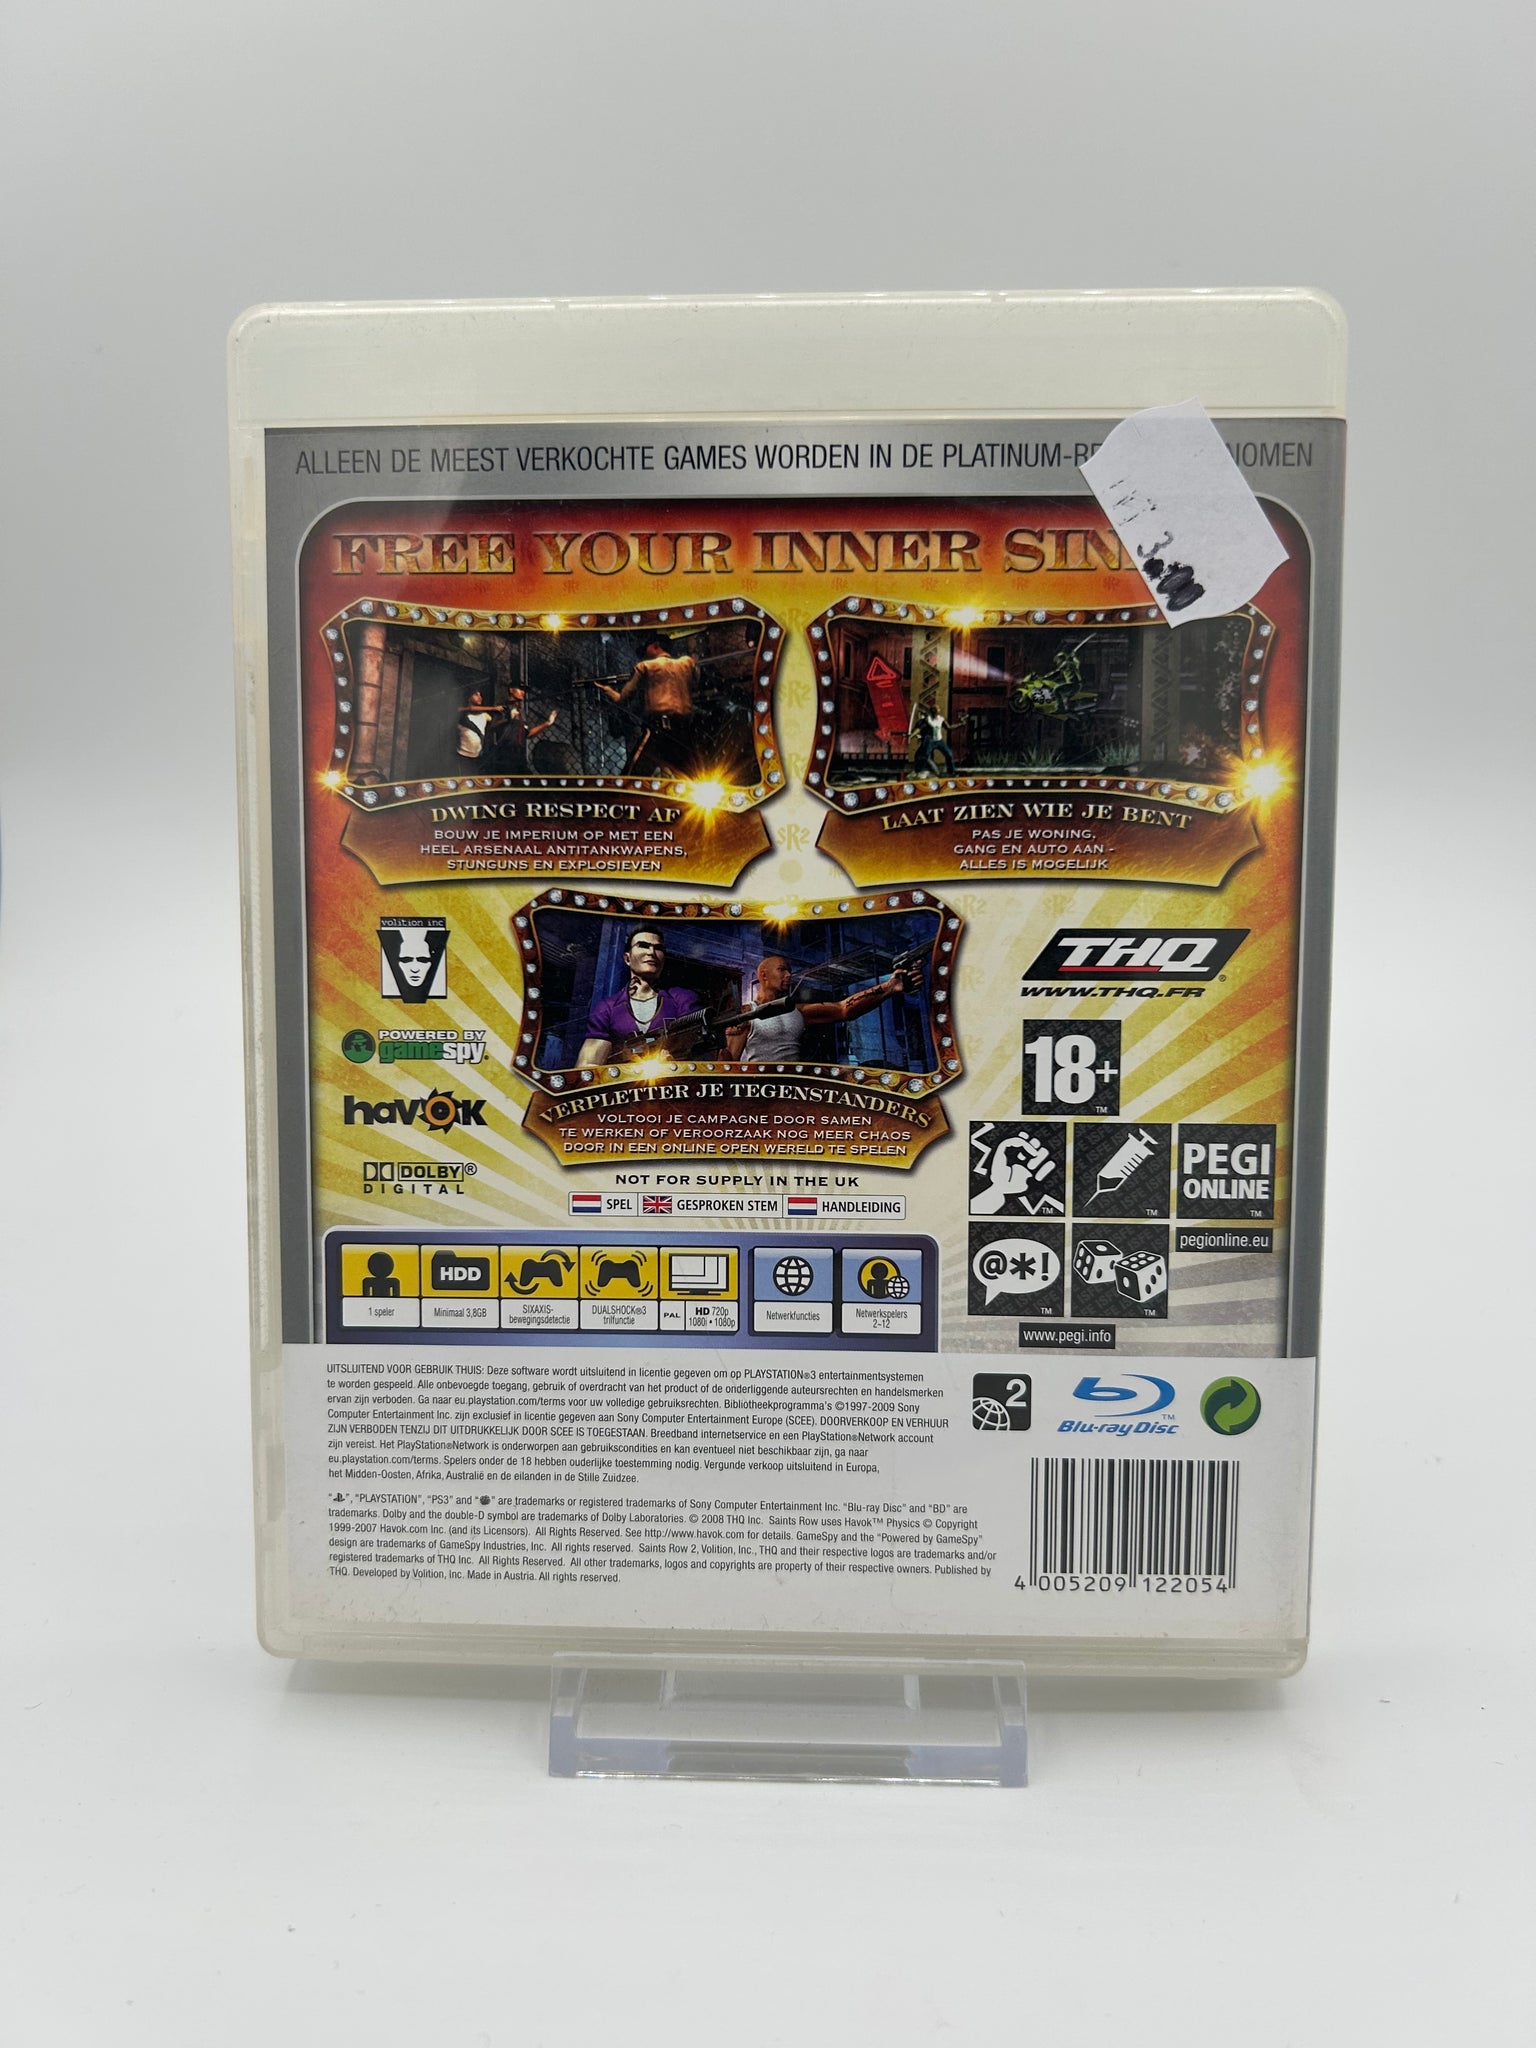 ALLEEN DE MEEST VERKOCHTE GAMES WORDEN IN DE PLATINUM-
3.00
FREE YOUR INNER
DWING RESPECT AF
BOUW JE IMPERIUM OP MET EEN
HEEL ARSENAAL ANTITANKWAPENS,
STUNGUNS EN EXPLOSIEVEN
LAAT ZIEN WIE JE BENT
PAS JE WONING,
GANG EN AUTO AAN -
ALLES IS MOGELIJK
volition inc
POWERED BY
gamespy
havok
DOLBY®
DIGITAL
VERPLETTER JE TEGENSTANDERS
VOLTOOI JE CAMPAGNE DOOR SAMEN
TE WERKEN OF VEROORZAAK NOG MEER CHAOS
DOOR IN EEN ONLINE OPEN WERELD TE SPELEN
THQ®
WWW.THQ.FR
18+
PEGI
ONLINE
pegionline.eu
@*!
www.pegi.info
NOT FOR SUPPLY IN THE UK
SPEL GESPROKEN STEM HANDLEIDING
HDD
1 speler
Minimaal 3,8GB
SIXAXIS-
bewegingsdetectie
DUALSHOCK®3
trilfunctie
PAL HD 720p
1080i • 1080p
Netwerkfuncties
Netwerkspelers
2-12
UITSLUITEND VOOR GEBRUIK THUIS: Deze software wordt uitsluitend in licentie gegeven om op PLAYSTATION®3 entertainmentsystemen
te worden gespeeld. Alle onbevoegde toegang, gebruik of overdracht van het product of de onderliggende auteursrechten en handelsmerken
ervan zijn verboden. Ga naar eu.playstation.com/terms voor uw volledige gebruiksrechten. Bibliotheekprogramma's ©1997-2009 Sony
Computer Entertainment Inc. zijn exclusief in licentie gegeven aan Sony Computer Entertainment Europe (SCEE). DOORVERKOOP EN VERHUUR
ZIJN VERBODEN TENZIJ DIT UITDRUKKELIJK DOOR SCEE IS TOEGESTAAN. Breedband internetservice en een PlayStation®Network account
zijn vereist. Het PlayStation®Network is onderworpen aan gebruikscondities en kan eventueel niet beschikbaar zijn, ga naar
eu.playstation.com/terms. Spelers onder de 18 hebben ouderlijke toestemming nodig. Vergunde verkoop uitsluitend in Europa,
het Midden-Oosten, Afrika, Australië en de eilanden in de Stille Zuidzee.
2
Blu-ray Disc™
"", "PLAYSTATION", "PS3" and "" are trademarks or registered trademarks of Sony Computer Entertainment Inc. "Blu-ray Disc" and "BD" are
trademarks. Dolby and the double-D symbol are trademarks of Dolby Laboratories. © 2008 THQ Inc. Saints Row uses Havok™ Physics © Copyright
1999-2007 Havok.com Inc. (and its Licensors). All Rights Reserved. See http://www.havok.com for details. GameSpy and the "Powered by GameSpy"
design are trademarks of GameSpy Industries, Inc. All rights reserved. Saints Row 2, Volition, Inc., THQ and their respective logos are trademarks and/or
registered trademarks of THQ Inc. All Rights Reserved. All other trademarks, logos and copyrights are property of their respective owners. Published by
THQ. Developed by Volition, Inc. Made in Austria. All rights reserved.
4 005209 122054